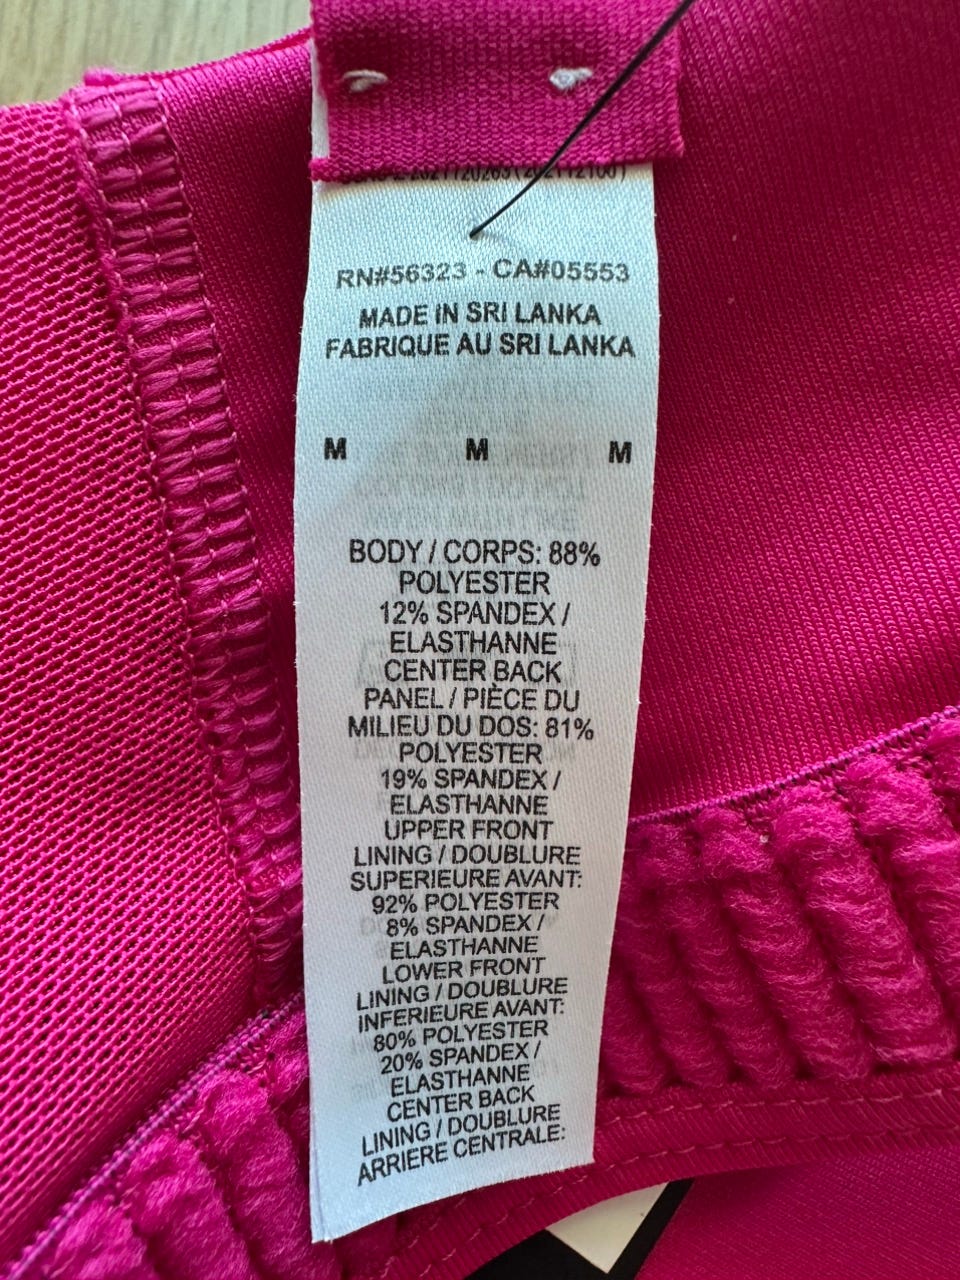 RN#56323 - CA#05553
MADE IN SRI LANKA
FABRIQUE AU SRI LANKA
M M M
BODY / CORPS: 88%
POLYESTER
12% SPANDEX /
ELASTHANNE
CENTER BACK
PANEL / PIÈCE DU
MILIEU DU DOS: 81%
POLYESTER
19% SPANDEX /
ELASTHANNE
UPPER FRONT
LINING / DOUBLURE
SUPERIEURE AVANT:
92% POLYESTER
8% SPANDEX /
ELASTHANNE
LOWER FRONT
LINING / DOUBLURE
INFERIEURE AVANT:
80% POLYESTER
20% SPANDEX /
ELASTHANNE
CENTER BACK
LINING / DOUBLURE
ARRIERE CENTRALE: